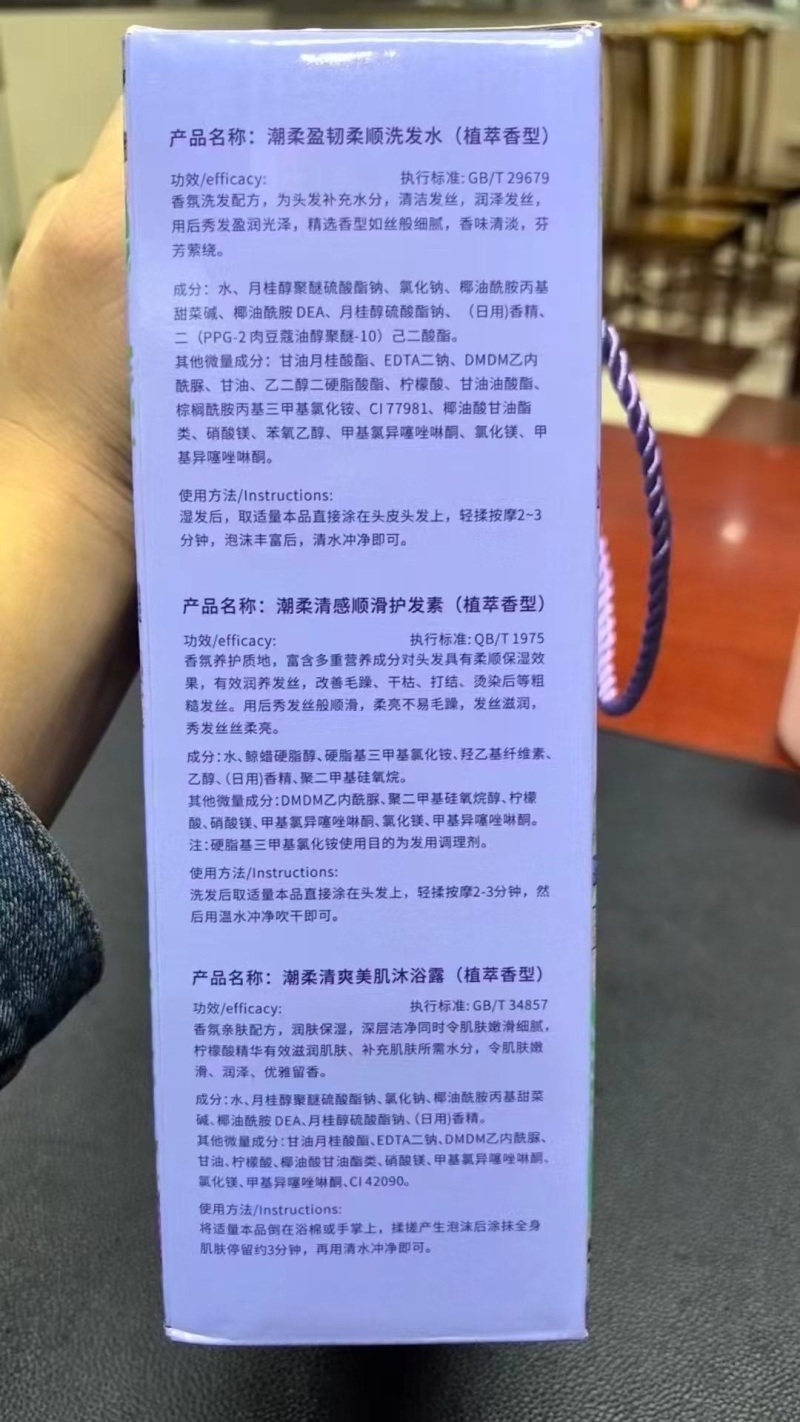 产品名称：潮柔盈韧柔顺洗发水（植萃香型）
功效/efficacy: 执行标准: GB/T 29679
香氛洗发配方，为头发补充水分，清洁发丝，润泽发丝，
用后秀发盈润光泽，精选香型如丝般细腻，香味清淡，芬
芳萦绕。
成分：水、月桂醇聚醚硫酸酯钠、氯化钠、椰油酰胺丙基
甜菜碱、椰油酰胺 DEA、月桂醇硫酸酯钠、（日用)香精、
二（PPG-2 肉豆蔻油醇聚醚-10）己二酸酯。
其他微量成分：甘油月桂酸酯、EDTA二钠、DMDM乙内
酰脲、甘油、乙二醇二硬脂酸酯、柠檬酸、甘油油酸酯、
棕榈酰胺丙基三甲基氯化铵、CI 77981、椰油酸甘油酯
类、硝酸镁、苯氧乙醇、甲基氯异噻唑啉酮、氯化镁、甲
基异噻唑啉酮。
使用方法/Instructions:
湿发后，取适量本品直接涂在头皮头发上，轻揉按摩2~3
分钟，泡沫丰富后，清水冲净即可。
产品名称：潮柔清感顺滑护发素（植萃香型）
功效/efficacy: 执行标准: QB/T 1975
香氛养护质地，富含多重营养成分对头发具有柔顺保湿效
果，有效润养发丝，改善毛躁、干枯、打结、烫染后等粗
糙发丝。用后秀发丝般顺滑，柔亮不易毛躁，发丝滋润，
秀发丝丝柔亮。
成分：水、鲸蜡硬脂醇、硬脂基三甲基氯化铵、羟乙基纤维素、
乙醇、(日用)香精、聚二甲基硅氧烷。
其他微量成分：DMDM乙内酰脲、聚二甲基硅氧烷醇、柠檬
酸、硝酸镁、甲基氯异噻唑啉酮、氯化镁、甲基异噻唑啉酮。
注：硬脂基三甲基氯化铵使用目的为发用调理剂。
使用方法/Instructions:
洗发后取适量本品直接涂在头发上，轻揉按摩2-3分钟，然
后用温水冲净吹干即可。
产品名称：潮柔清爽美肌沐浴露（植萃香型）
功效/efficacy: 执行标准: GB/T 34857
香氛亲肤配方，润肤保湿，深层洁净同时令肌肤嫩滑细腻，
柠檬酸精华有效滋润肌肤、补充肌肤所需水分，令肌肤嫩
滑、润泽、优雅留香。
成分：水、月桂醇聚醚硫酸酯钠、氯化钠、椰油酰胺丙基甜菜
碱、椰油酰胺 DEA、月桂醇硫酸酯钠、(日用)香精。
其他微量成分：甘油月桂酸酯、EDTA二钠、DMDM乙内酰脲、
甘油、柠檬酸、椰油酸甘油酯类、硝酸镁、甲基氯异噻唑啉酮、
氯化镁、甲基异噻唑啉酮、CI 42090。
使用方法/Instructions:
将适量本品倒在浴棉或手掌上，揉搓产生泡沫后涂抹全身
肌肤停留约3分钟，再用清水冲净即可。